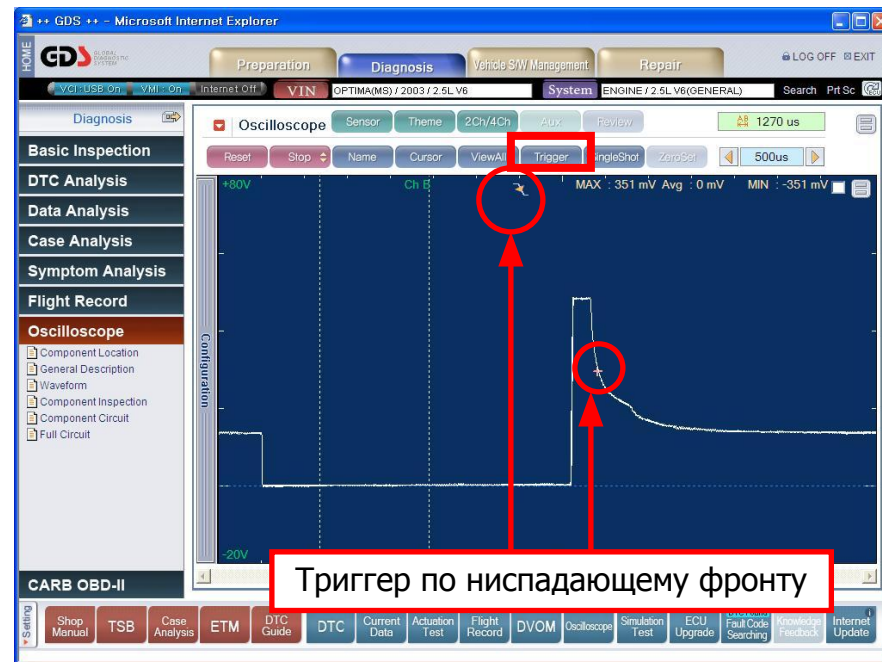 ++ GDS ++ - Microsoft Internet Explorer
HOME
GDS GLOBAL DIAGNOSTIC SYSTEM
Preparation Diagnosis Vehicle S/W Management Repair LOG OFF EXIT
VCI:USB On VMI:On Internet Off VIN OPTIMA(MS) / 2003 / 2.5L V6 System ENGINE / 2.5L V6(GENERAL) Search Prt Sc
Diagnosis
Basic Inspection
DTC Analysis
Data Analysis
Case Analysis
Symptom Analysis
Flight Record
Oscilloscope
Component Location
General Description
Waveform
Component Inspection
Component Circuit
Full Circuit
CARB OBD-II
Oscilloscope Sensor Theme 2Ch/4Ch Aux Review 1270 us
Reset Stop Name Cursor ViewAll Trigger SingleShot ZeroSet 500us
+80V Ch B MAX : 351 mV Avg : 0 mV MIN : -351 mV
Configuration
-20V
Триггер по ниспадающему фронту
Setting
Shop Manual TSB Case Analysis ETM DTC Guide DTC Current Data Actuation Test Flight Record DVOM Oscilloscope Simulation Test ECU Upgrade Fault Code Searching Knowledge Feedback Internet Update